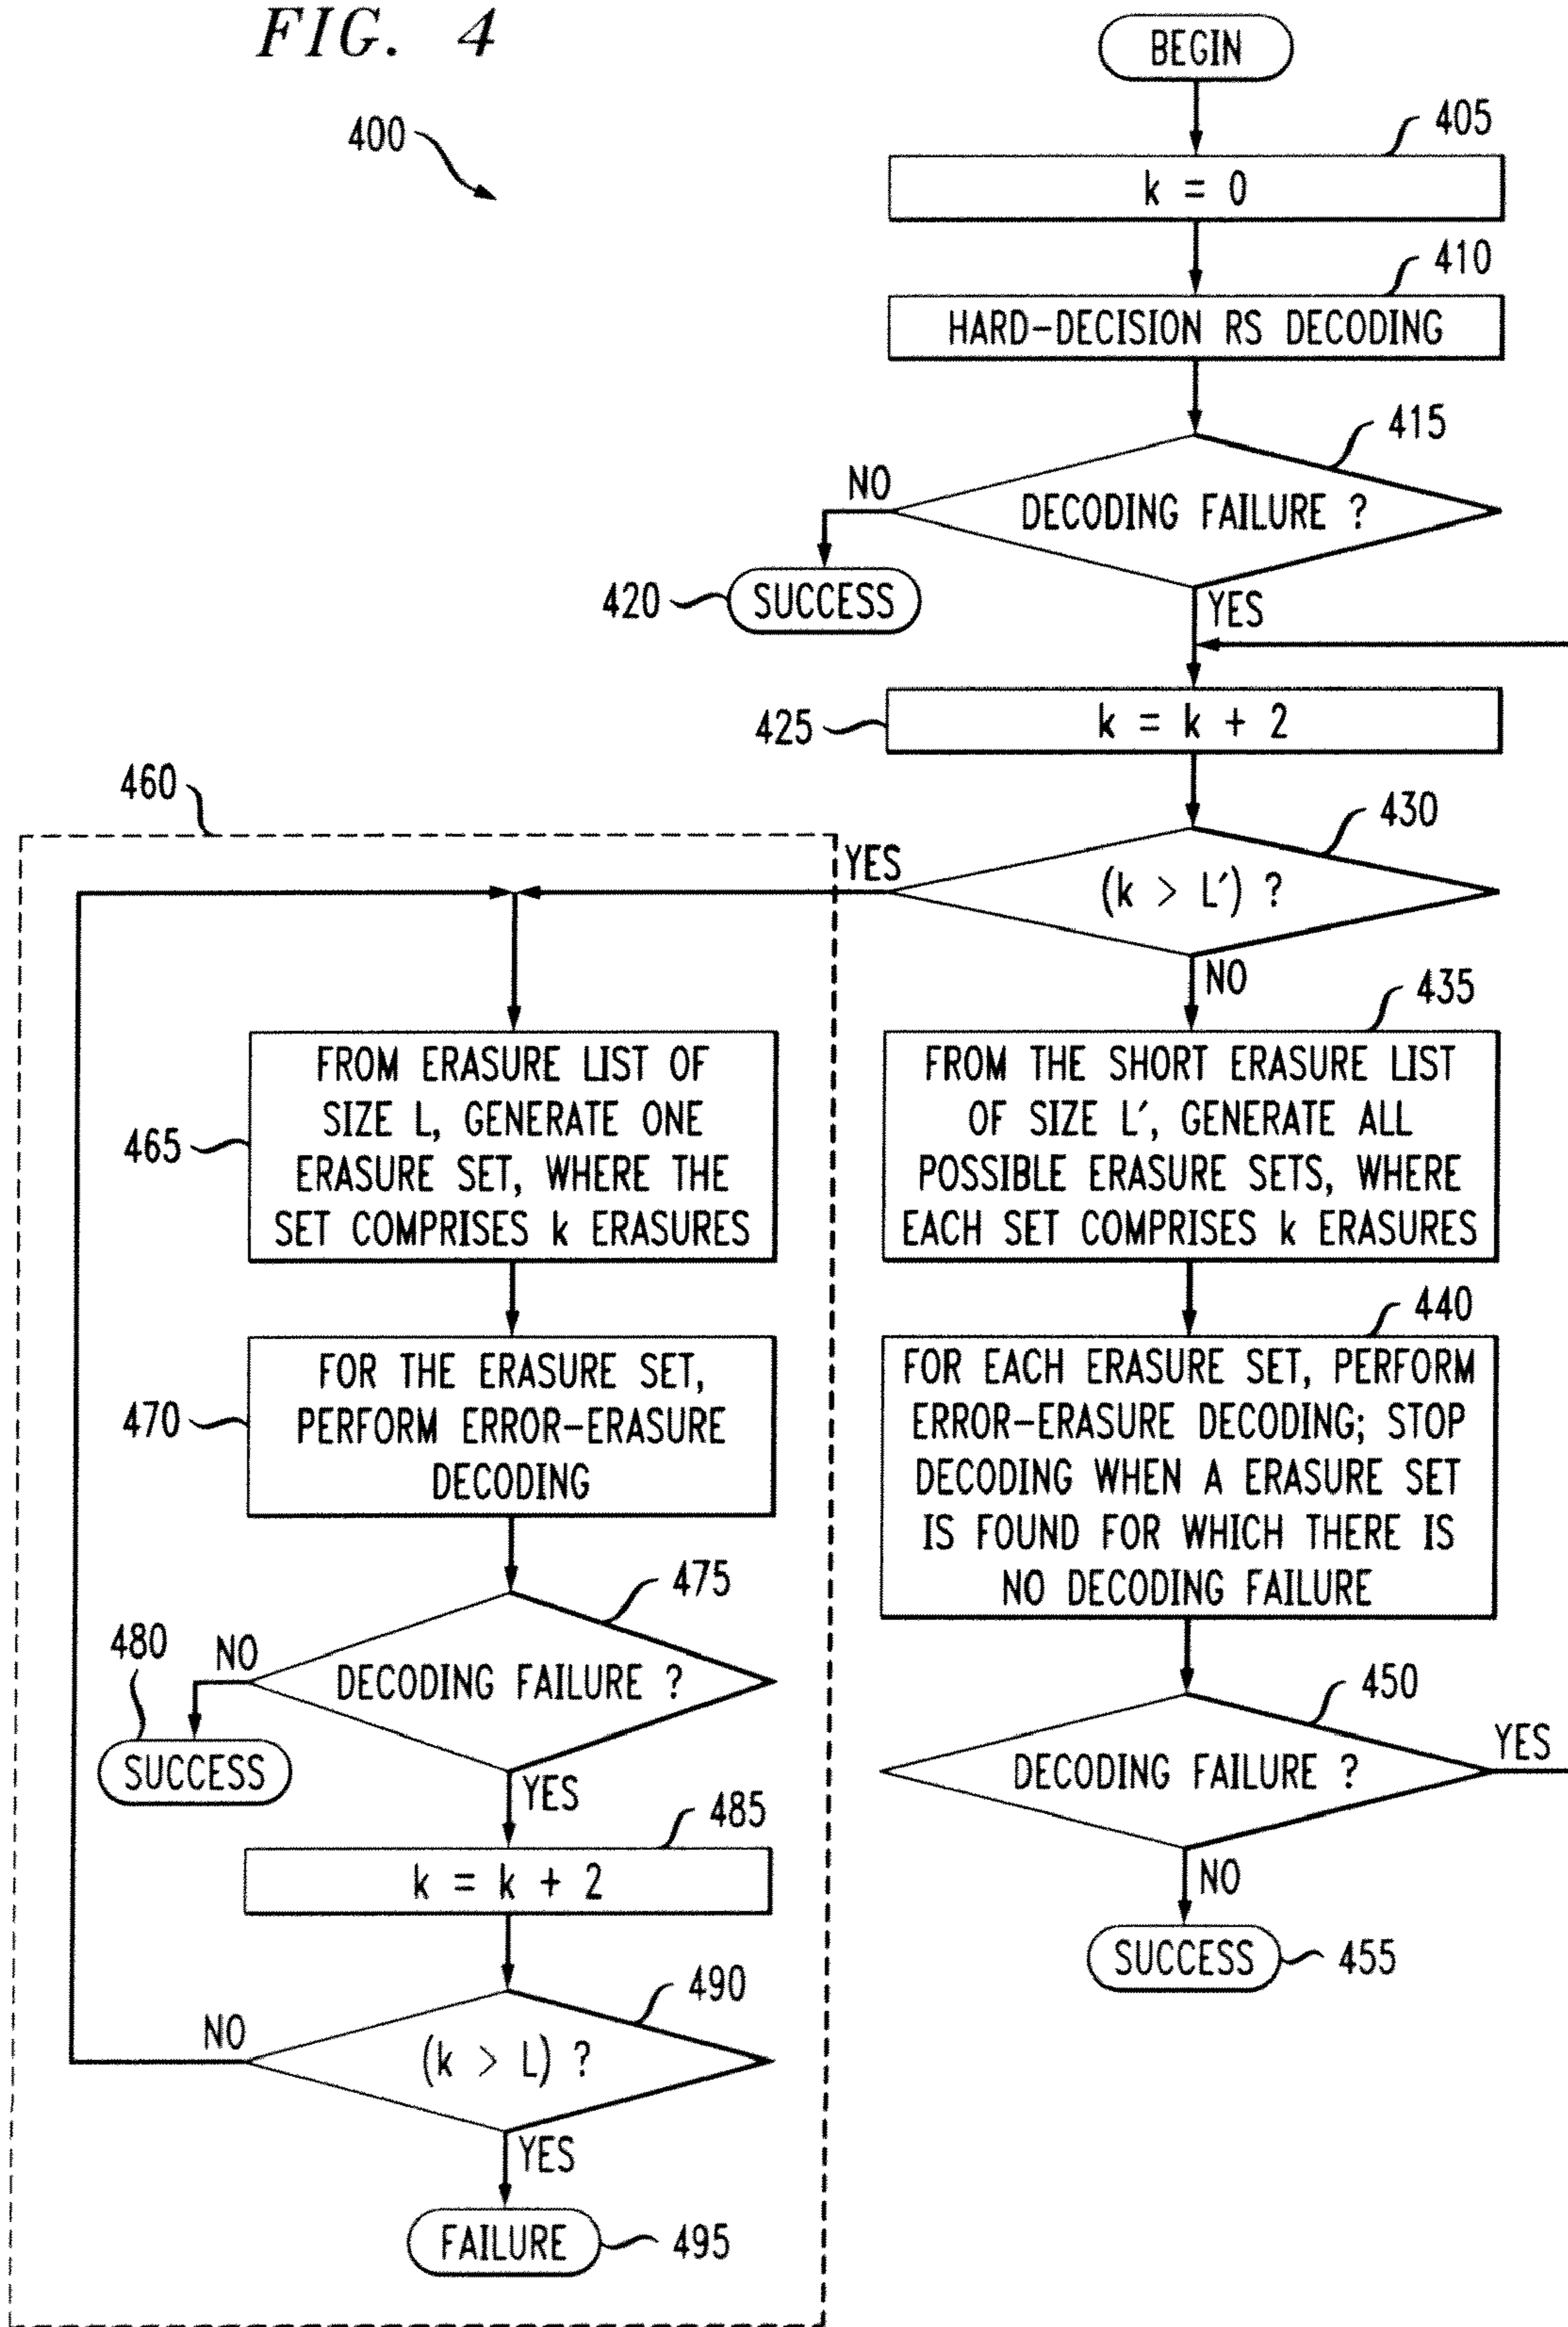 FIG. 4
400
BEGIN
405
k = 0
410
HARD-DECISION RS DECODING
415
DECODING FAILURE ?
NO
420
SUCCESS
YES
425
k = k + 2
430
(k > L′) ?
YES
NO
435
FROM THE SHORT ERASURE LIST
OF SIZE L′, GENERATE ALL
POSSIBLE ERASURE SETS, WHERE
EACH SET COMPRISES k ERASURES
440
FOR EACH ERASURE SET, PERFORM
ERROR-ERASURE DECODING; STOP
DECODING WHEN A ERASURE SET
IS FOUND FOR WHICH THERE IS
NO DECODING FAILURE
450
DECODING FAILURE ?
YES
NO
SUCCESS
455
460
465
FROM ERASURE LIST OF
SIZE L, GENERATE ONE
ERASURE SET, WHERE THE
SET COMPRISES k ERASURES
470
FOR THE ERASURE SET,
PERFORM ERROR-ERASURE
DECODING
475
DECODING FAILURE ?
NO
480
SUCCESS
YES
485
k = k + 2
490
(k > L) ?
NO
YES
FAILURE
495